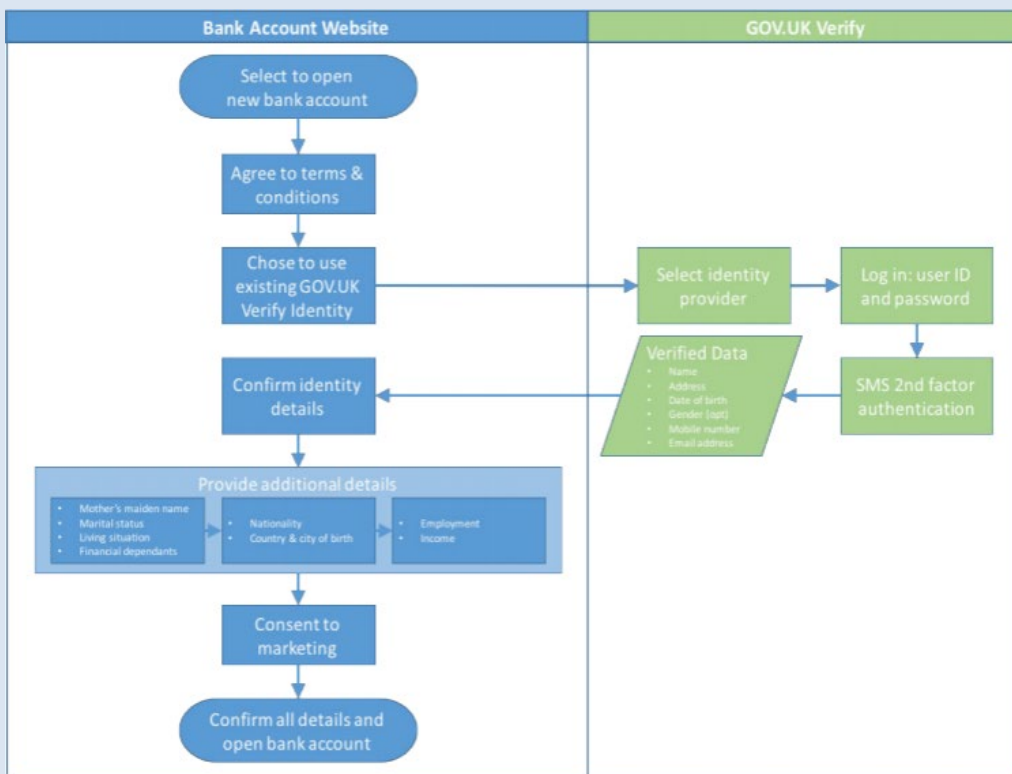 Bank Account Website
GOV.UK Verify
Select to open
new bank account
Agree to terms &
conditions
Chose to use
existing GOV.UK
Verify Identity
Select identity
provider
Log in: user ID
and password
SMS 2nd factor
authentication
Verified Data
• Name
• Address
• Date of birth
• Gender (opt)
• Mobile number
• Email address
Confirm identity
details
Provide additional details
• Mother's maiden name
• Marital status
• Living situation
• Financial dependants
• Nationality
• Country & city of birth
• Employment
• Income
Consent to
marketing
Confirm all details and
open bank account